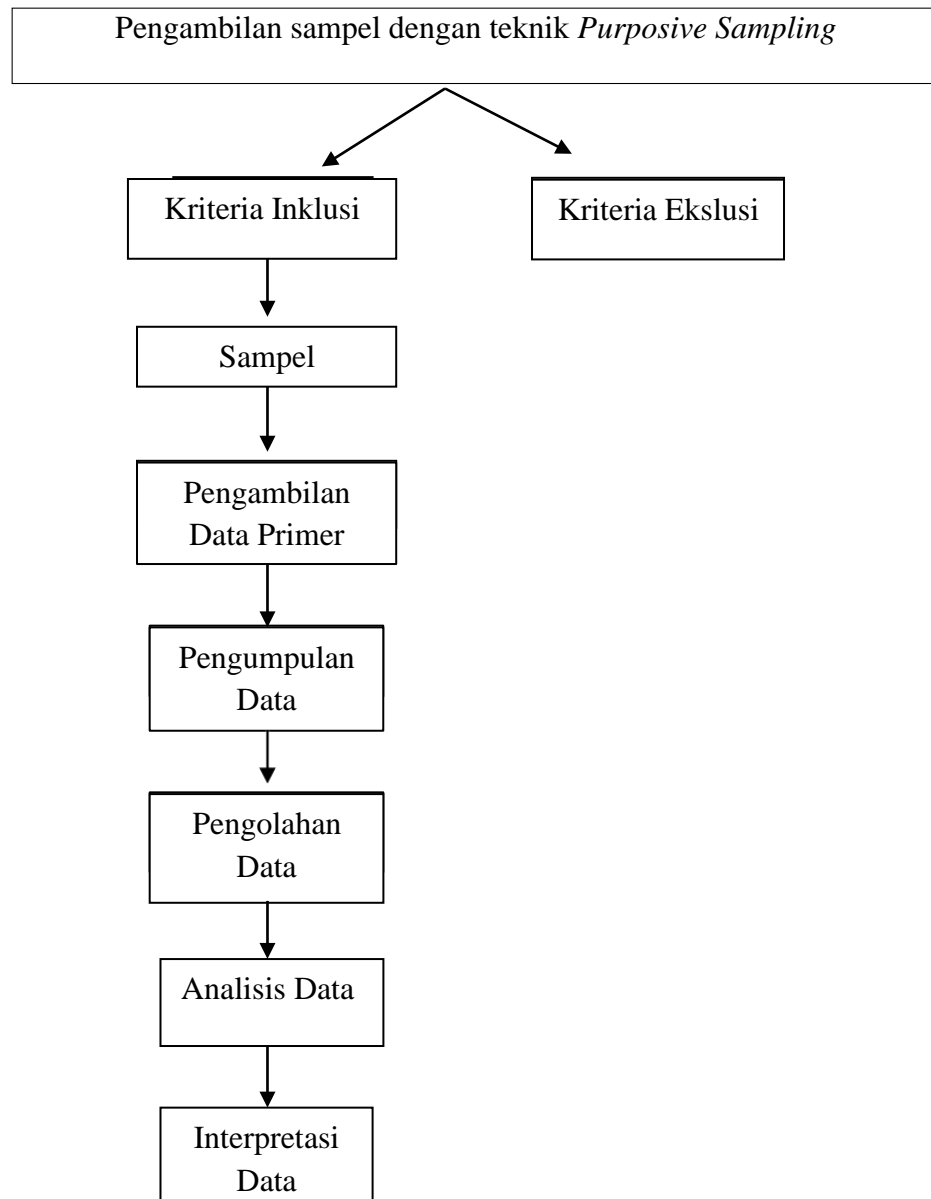 Pengambilan sampel dengan teknik Purposive Sampling
Kriteria Inklusi
Kriteria Ekslusi
Sampel
Pengambilan
Data Primer
Pengumpulan
Data
Pengolahan
Data
Analisis Data
Interpretasi
Data